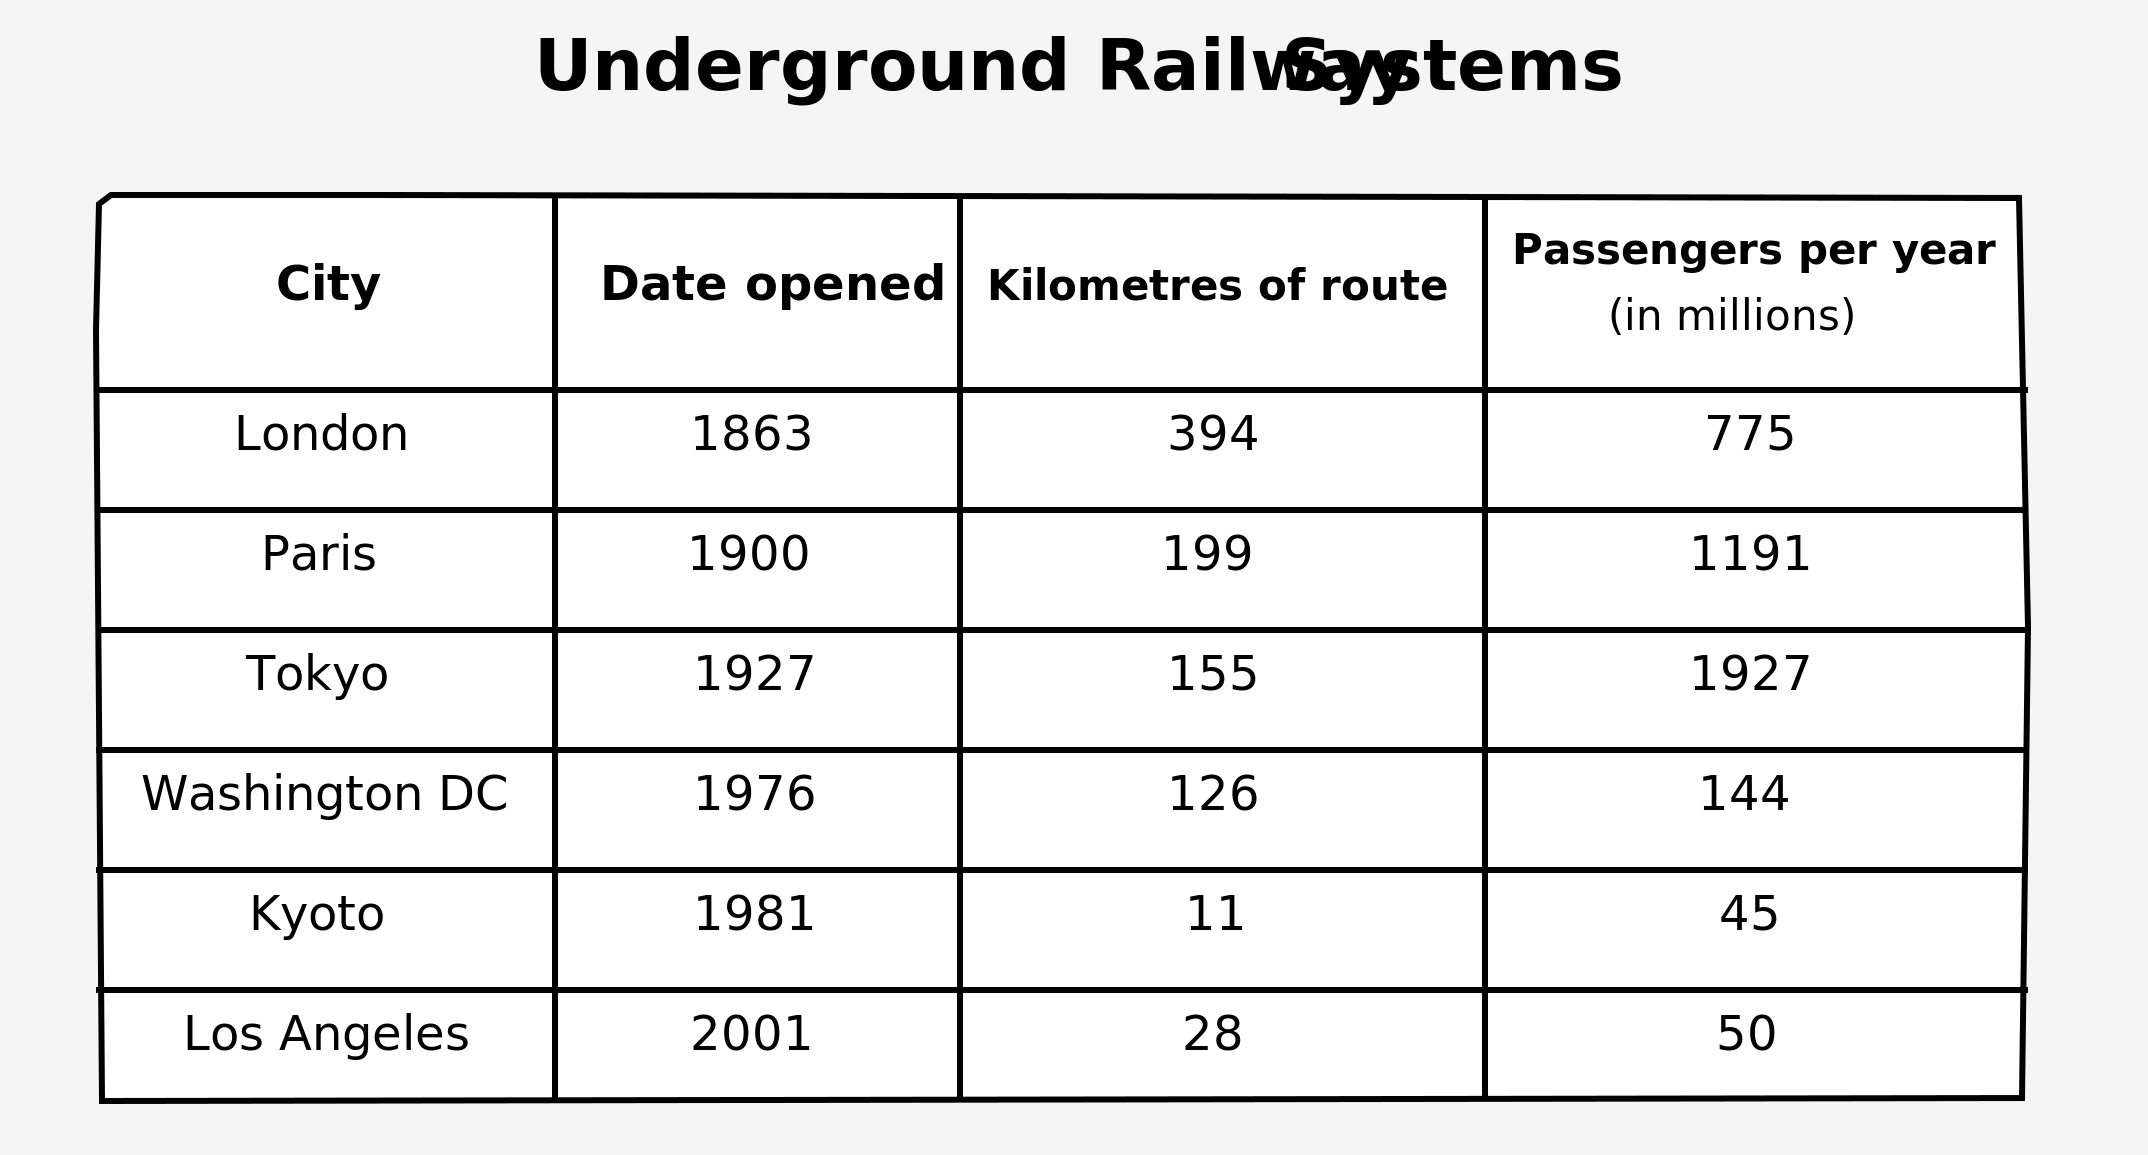 Underground Railway Systems
City Date opened Kilometres of route Passengers per year
(in millions)
London 1863 394 775
Paris 1900 199 1191
Tokyo 1927 155 1927
Washington DC 1976 126 144
Kyoto 1981 11 45
Los Angeles 2001 28 50